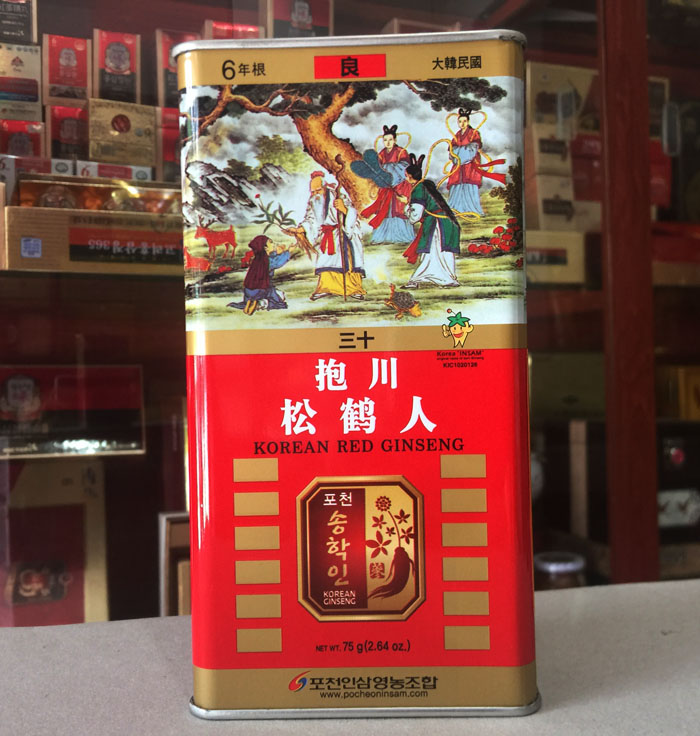 6年根
良
大韓民國
三十
Korea "INSAM"
KIC1020126
抱川
松鹤人
KOREAN RED GINSENG
포천
송학인
KOREAN
GINSENG
NET WT. 75 g (2.64 oz.)
포천인삼영농조합
www.pocheoninsam.com